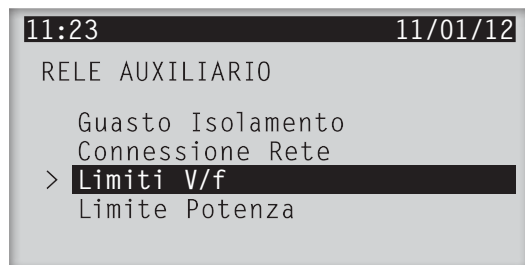 11:23 11/01/12
RELE AUXILIARIO
Guasto Isolamento
Connessione Rete
> Limiti V/f
Limite Potenza